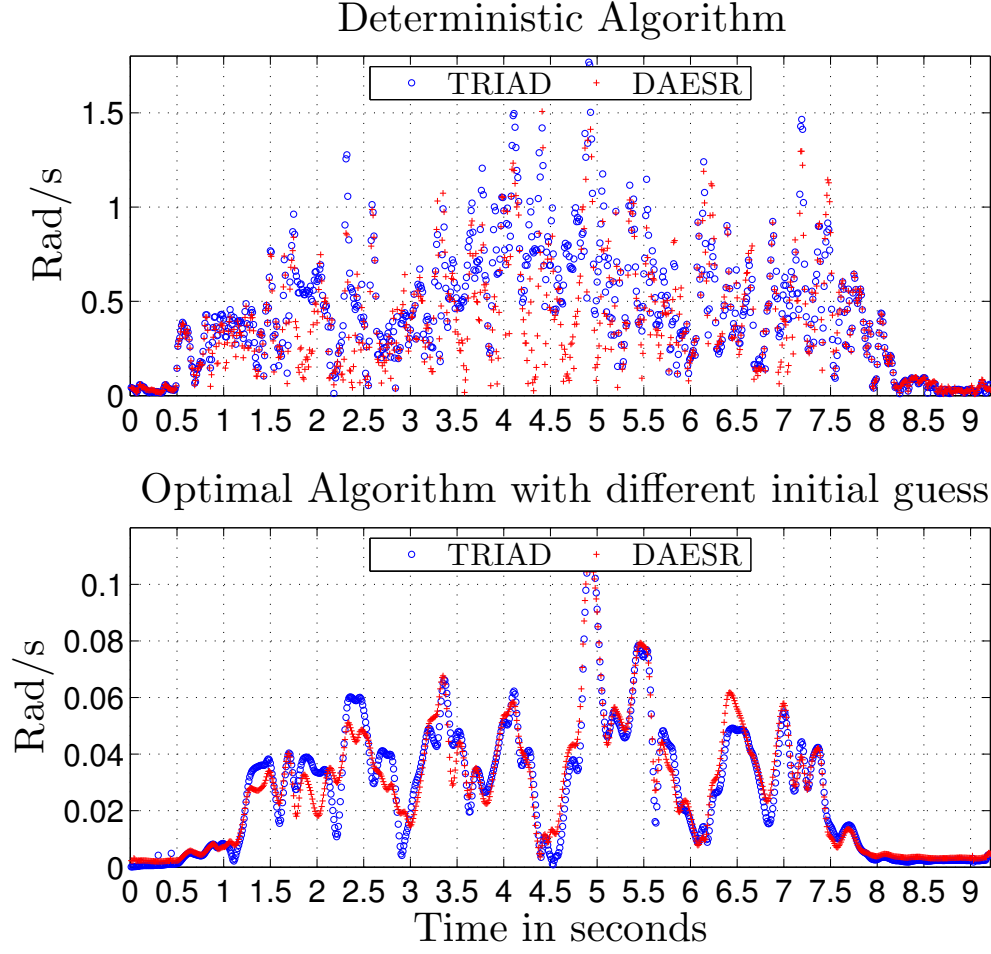 Deterministic Algorithm
TRIAD DAESR
Rad/s
1.5
1
0.5
0
0 0.5 1 1.5 2 2.5 3 3.5 4 4.5 5 5.5 6 6.5 7 7.5 8 8.5 9
Optimal Algorithm with different initial guess
TRIAD DAESR
Rad/s
0.1
0.08
0.06
0.04
0.02
0
0 0.5 1 1.5 2 2.5 3 3.5 4 4.5 5 5.5 6 6.5 7 7.5 8 8.5 9
Time in seconds